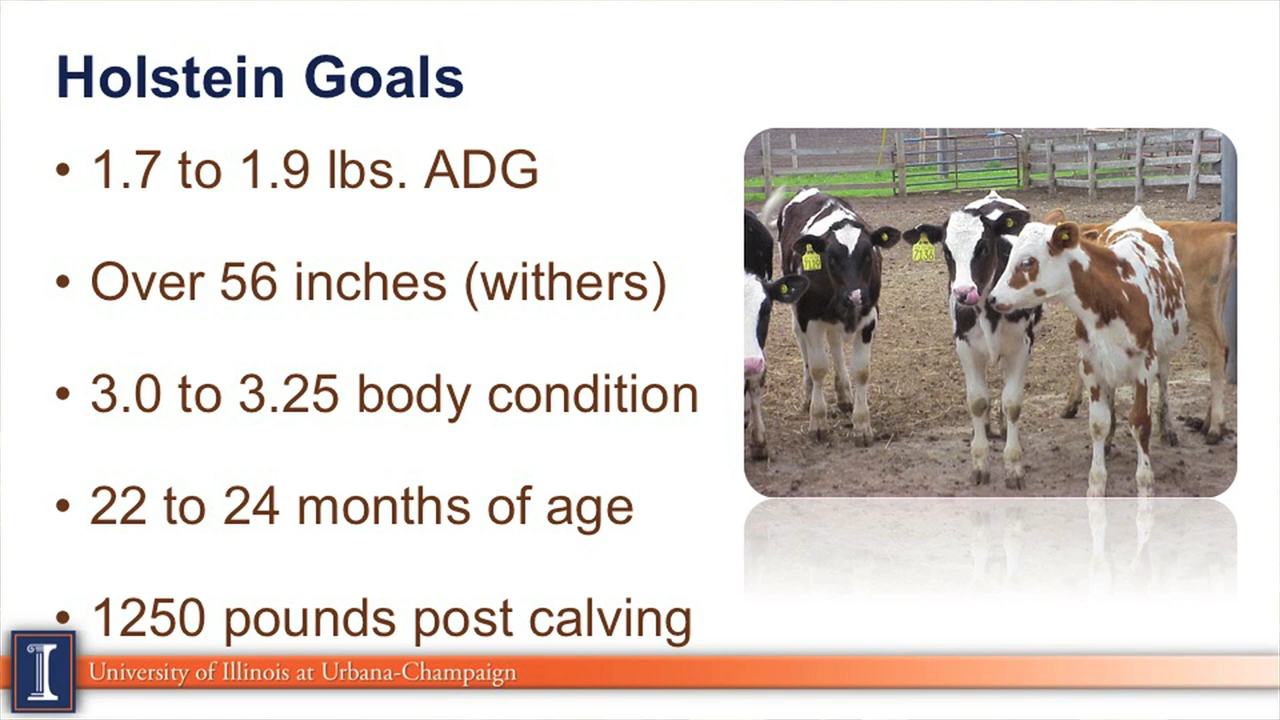 Holstein Goals
• 1.7 to 1.9 lbs. ADG
• Over 56 inches (withers)
• 3.0 to 3.25 body condition
• 22 to 24 months of age
• 1250 pounds post calving
I
University of Illinois at Urbana-Champaign